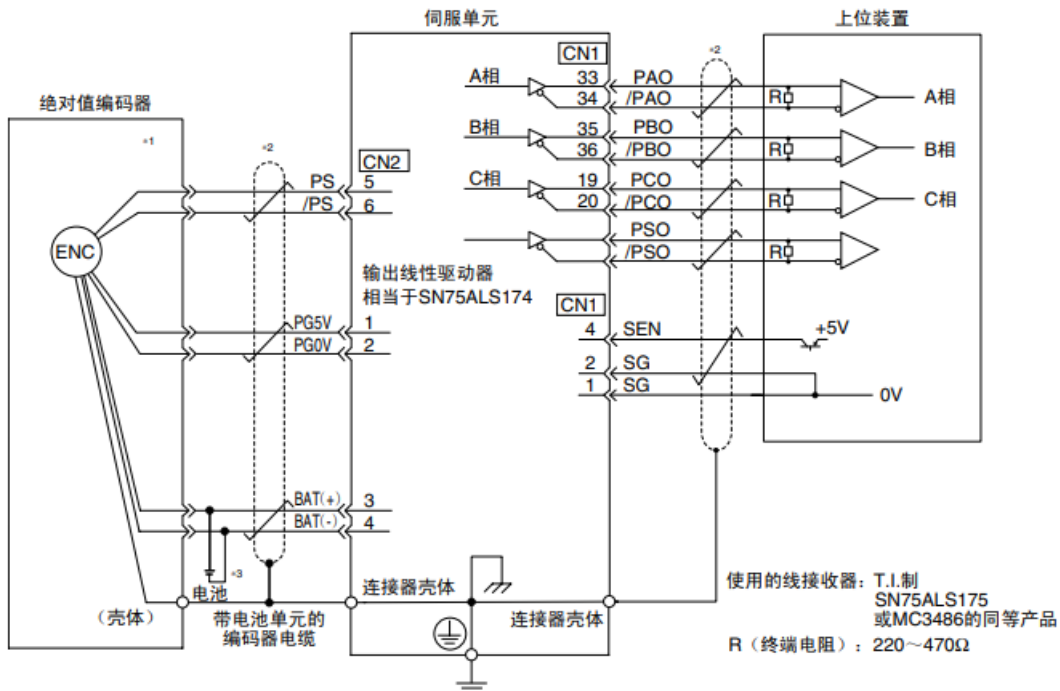 伺服单元
上位装置
绝对值编码器
*1
*2
ENC
PS
/PS
PG5V
PG0V
BAT(+)
BAT(-)
CN2
5
6
1
2
3
4
*3
电池
(壳体)
带电池单元的
编码器电缆
CN1
A相
33
34
B相
35
36
C相
19
20
输出线性驱动器
相当于SN75ALS174
CN1
4
2
1
连接器壳体
连接器壳体
*2
PAO
/PAO
PBO
/PBO
PCO
/PCO
PSO
/PSO
SEN
SG
SG
R
A相
R
B相
R
C相
R
+5V
0V
使用的线接收器：T.I.制
SN75ALS175
或MC3486的同等产品
R（终端电阻）：220～470Ω